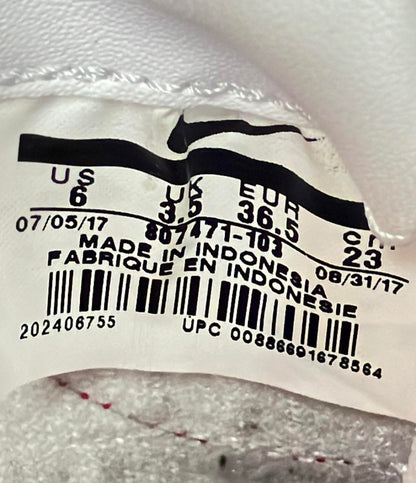 US UK EUR cm
6 3.5 36.5 23
07/05/17 807471-103 08/31/17
MADE IN INDONESIA
FABRIQUE EN INDONESIE
202406755 UPC 00886691678564